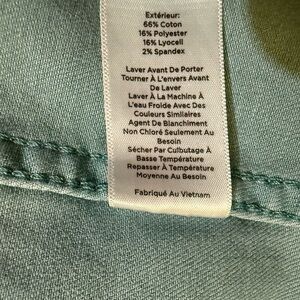 Extérieur:
66% Coton
16% Polyester
16% Lyocell
2% Spandex
Laver Avant De Porter
Tourner À L'envers Avant
De Laver
Laver À La Machine À
L'eau Froide Avec Des
Couleurs Similaires
Agent De Blanchiment
Non Chloré Seulement Au
Besoin
Sécher Par Culbutage À
Basse Température
Repasser À Température
Moyenne Au Besoin
Fabriqué Au Vietnam